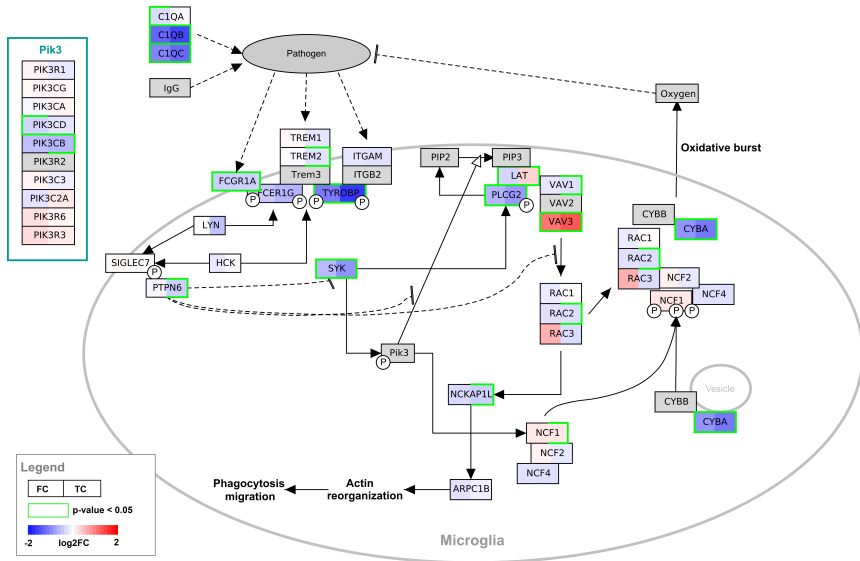 C1QA
C1QB
C1QC
IgG
Pathogen
Pik3
PIK3R1
PIK3CG
PIK3CA
PIK3CD
PIK3CB
PIK3R2
PIK3C3
PIK3C2A
PIK3R6
PIK3R3
Oxygen
Oxidative burst
TREM1
TREM2
Trem3
ITGAM
ITGB2
FCGR1A
FCER1G
TYROBP
P
P
P
P
PIP2
PIP3
LAT
PLCG2
P
VAV1
VAV2
VAV3
CYBB
CYBA
RAC1
RAC2
RAC3
NCF2
NCF4
NCF1
P
P
P
LYN
SIGLEC7
P
HCK
PTPN6
SYK
RAC1
RAC2
RAC3
Pik3
P
NCKAP1L
Vesicle
CYBB
CYBA
NCF1
NCF2
NCF4
ARPC1B
Actin
reorganization
Phagocytosis
migration
Microglia
Legend
FC TC
p-value < 0.05
-2 log2FC 2